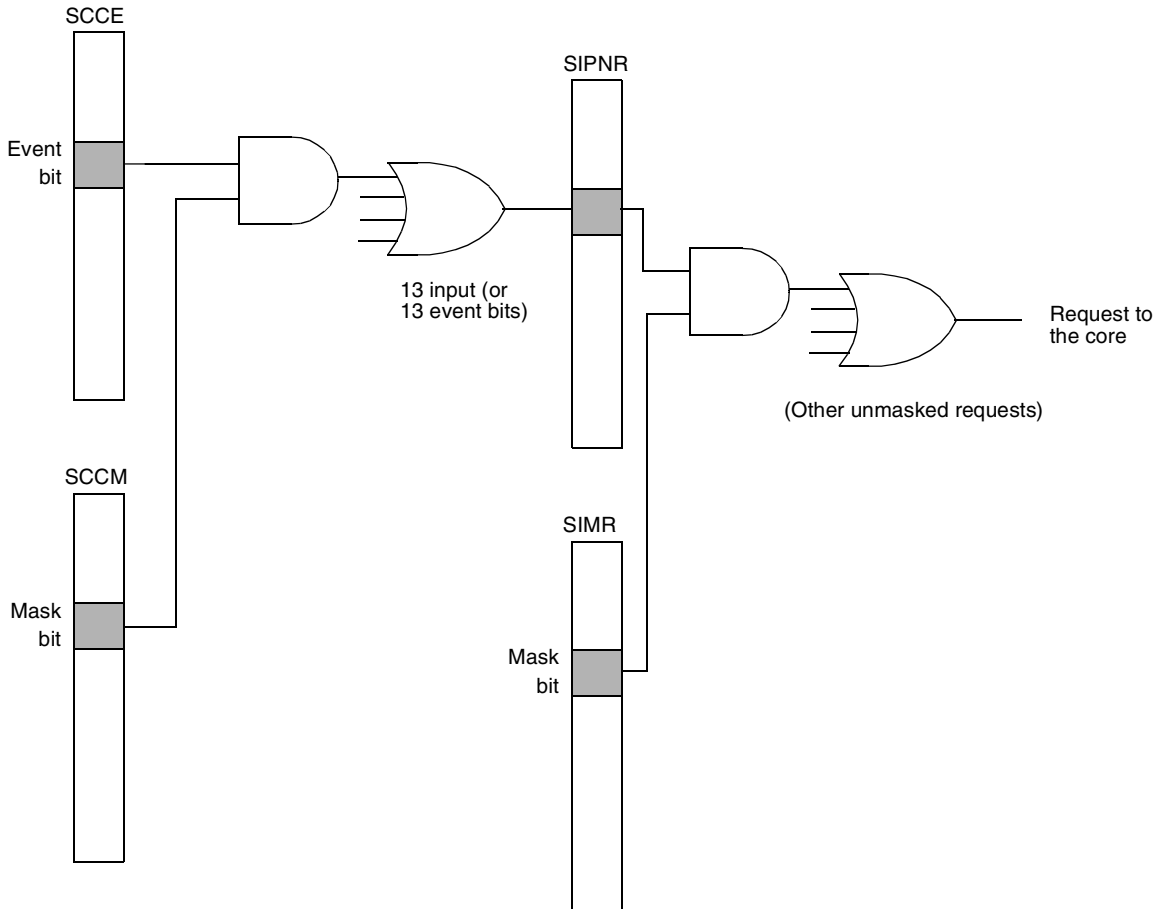 SCCE
Event
bit
13 input (or
13 event bits)
SIPNR
Request to
the core
(Other unmasked requests)
SCCM
Mask
bit
SIMR
Mask
bit